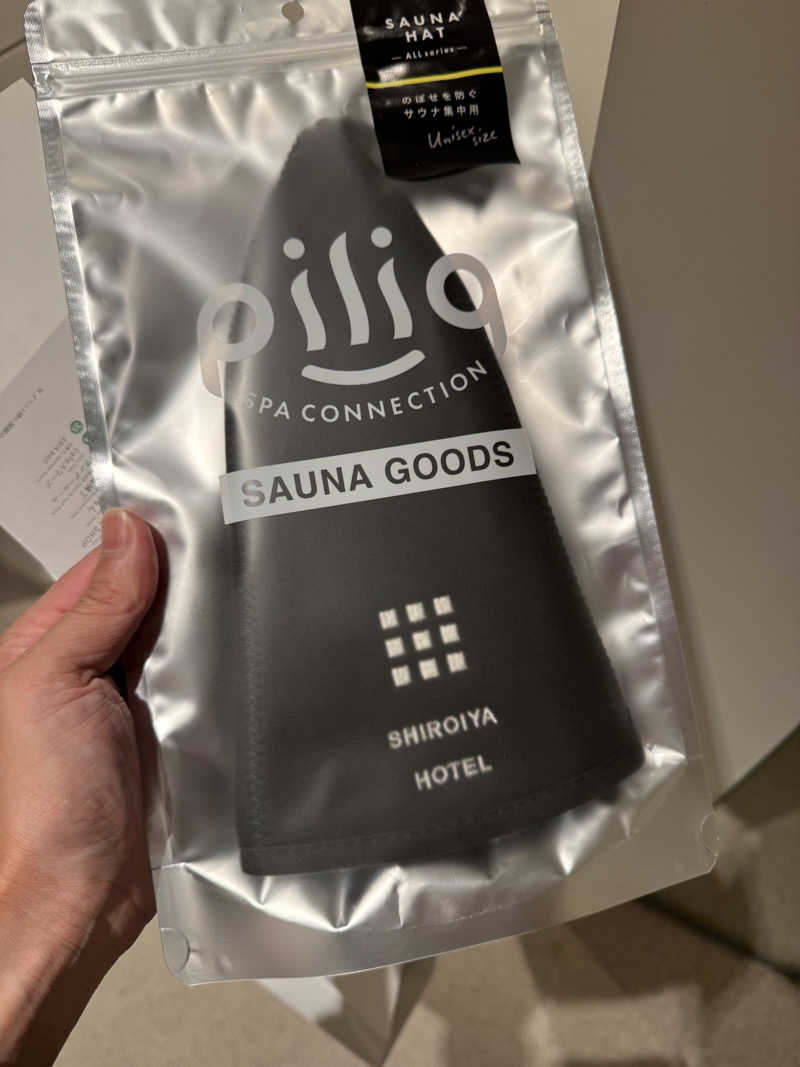 SAUNA
HAT
— ALL series —
のぼせを防ぐ
サウナ集中用
Unisex
size
piliq
SPA CONNECTION
SAUNA GOODS
SHIROIYA
HOTEL